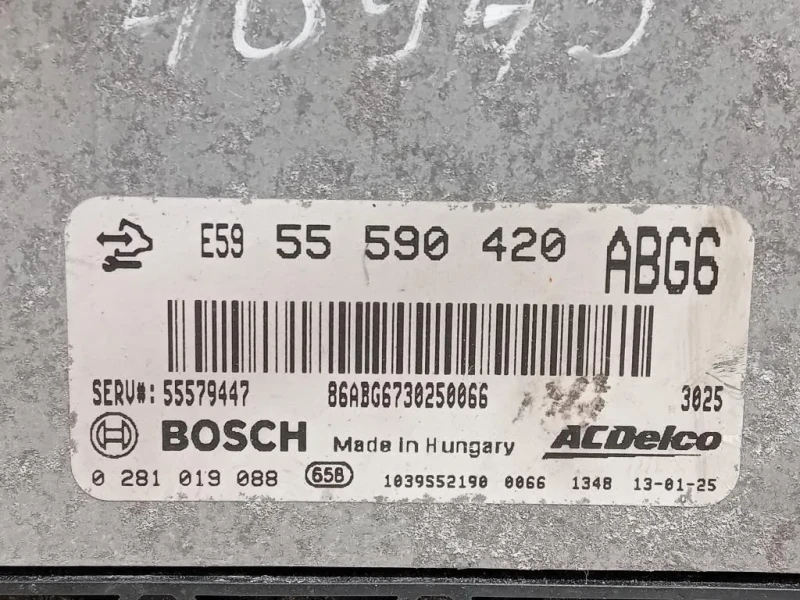 E59 55 590 420 ABG6
SERV#: 55579447 86ABG6730250066 3025
BOSCH Made in Hungary ACDelco
0 281 019 088 65B 1039S52190 0066 1348 13-01-25